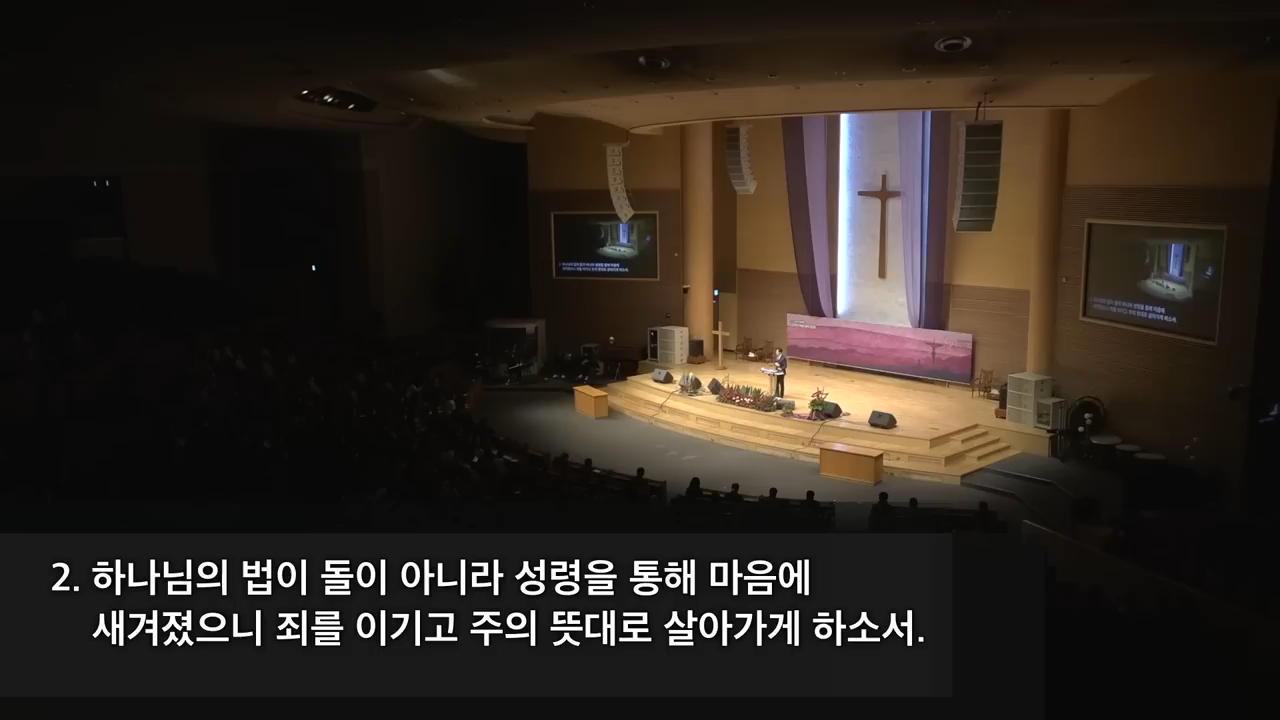 2. 하나님의 법이 돌이 아니라 성령을 통해 마음에
새겨졌으니 죄를 이기고 주의 뜻대로 살아가게 하소서.